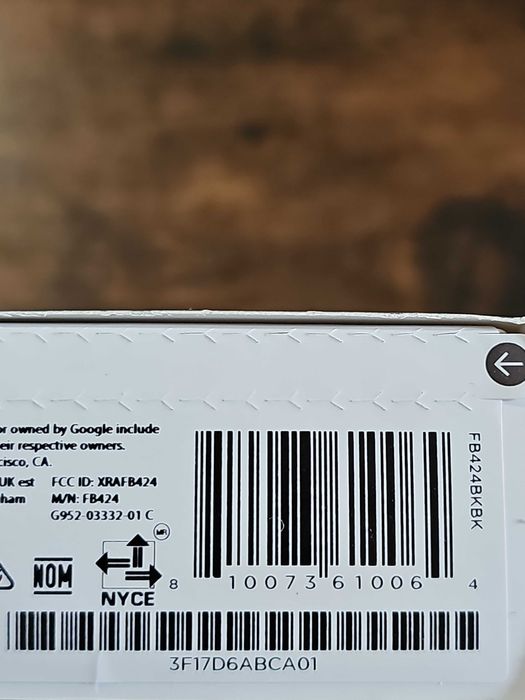 or owned by Google include
eir respective owners.
cisco, CA.
UK est FCC ID: XRAFB424
ham M/N: FB424
G952-03332-01 C
NOM
NYCE
8 10073 61006 4
3F17D6ABCA01
FB424BKBK